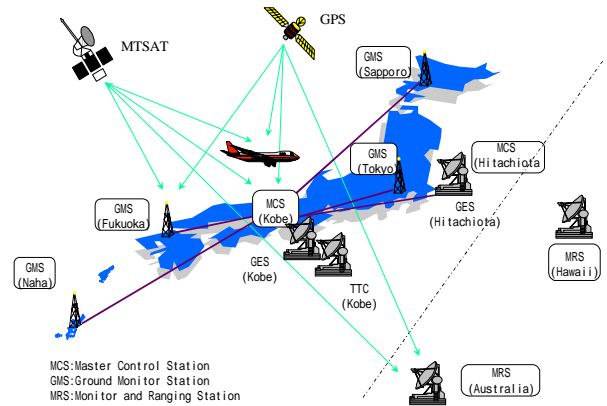 MTSAT
GPS
GMS
(Sapporo)
GMS
(Tokyo)
MCS
(Hitachiota)
GMS
(Fukuoka)
MCS
(Kobe)
GES
(Hitachiota)
GES
(Kobe)
TTC
(Kobe)
MRS
(Hawaii)
GMS
(Naha)
MRS
(Australia)
MCS:Master Control Station
GMS:Ground Monitor Station
MRS:Monitor and Ranging Station